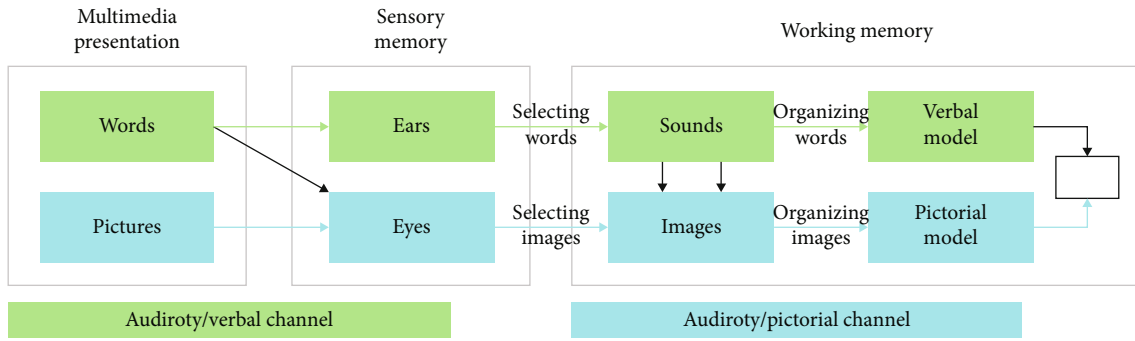 Multimedia
presentation
Sensory
memory
Working memory
Words
Ears
Selecting
words
Sounds
Organizing
words
Verbal
model
Pictures
Eyes
Selecting
images
Images
Organizing
images
Pictorial
model
Audiroty/verbal channel
Audiroty/pictorial channel